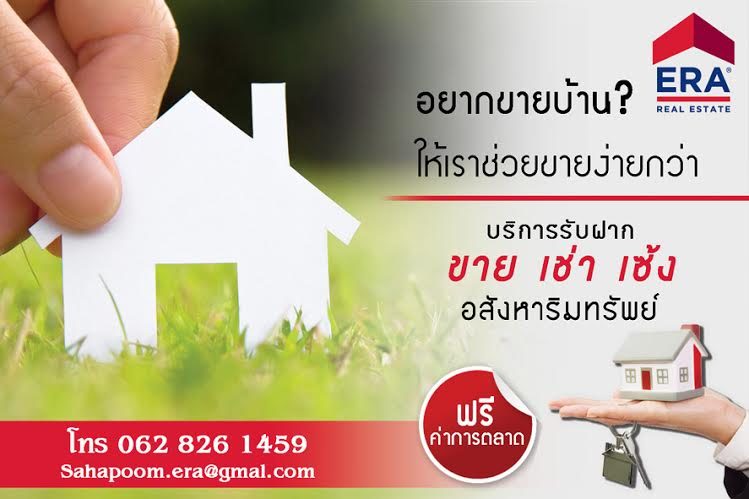 ERA®
REAL ESTATE
อยากขายบ้าน?
ให้เราช่วยขายง่ายกว่า
บริการรับฝาก
ขาย เช่า เซ้ง
อสังหาริมทรัพย์
ฟรี
ค่าการตลาด
โทร 062 826 1459
Sahapoom.era@gmal.com